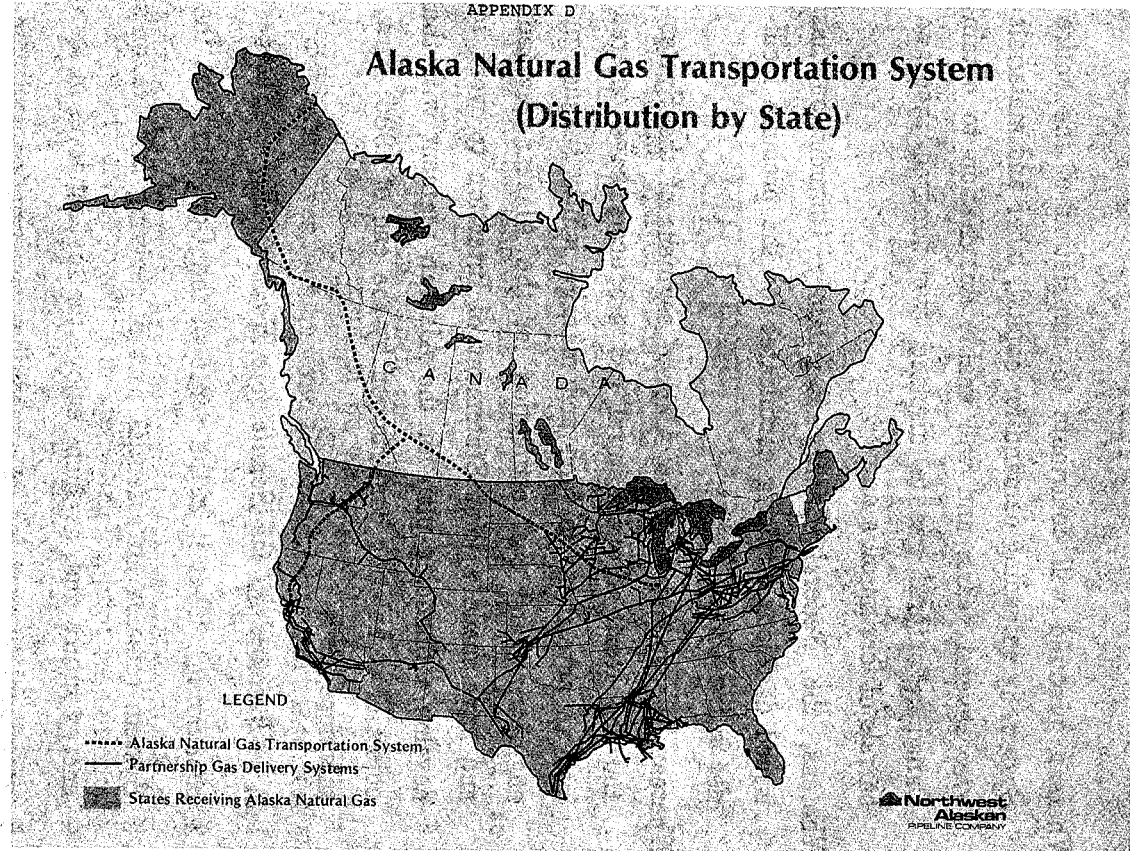 APPENDIX D
Alaska Natural Gas Transportation System
(Distribution by State)
C A N A D A
LEGEND
Alaska Natural Gas Transportation System
Partnership Gas Delivery Systems
States Receiving Alaska Natural Gas
Northwest
Alaskan
PIPELINE COMPANY